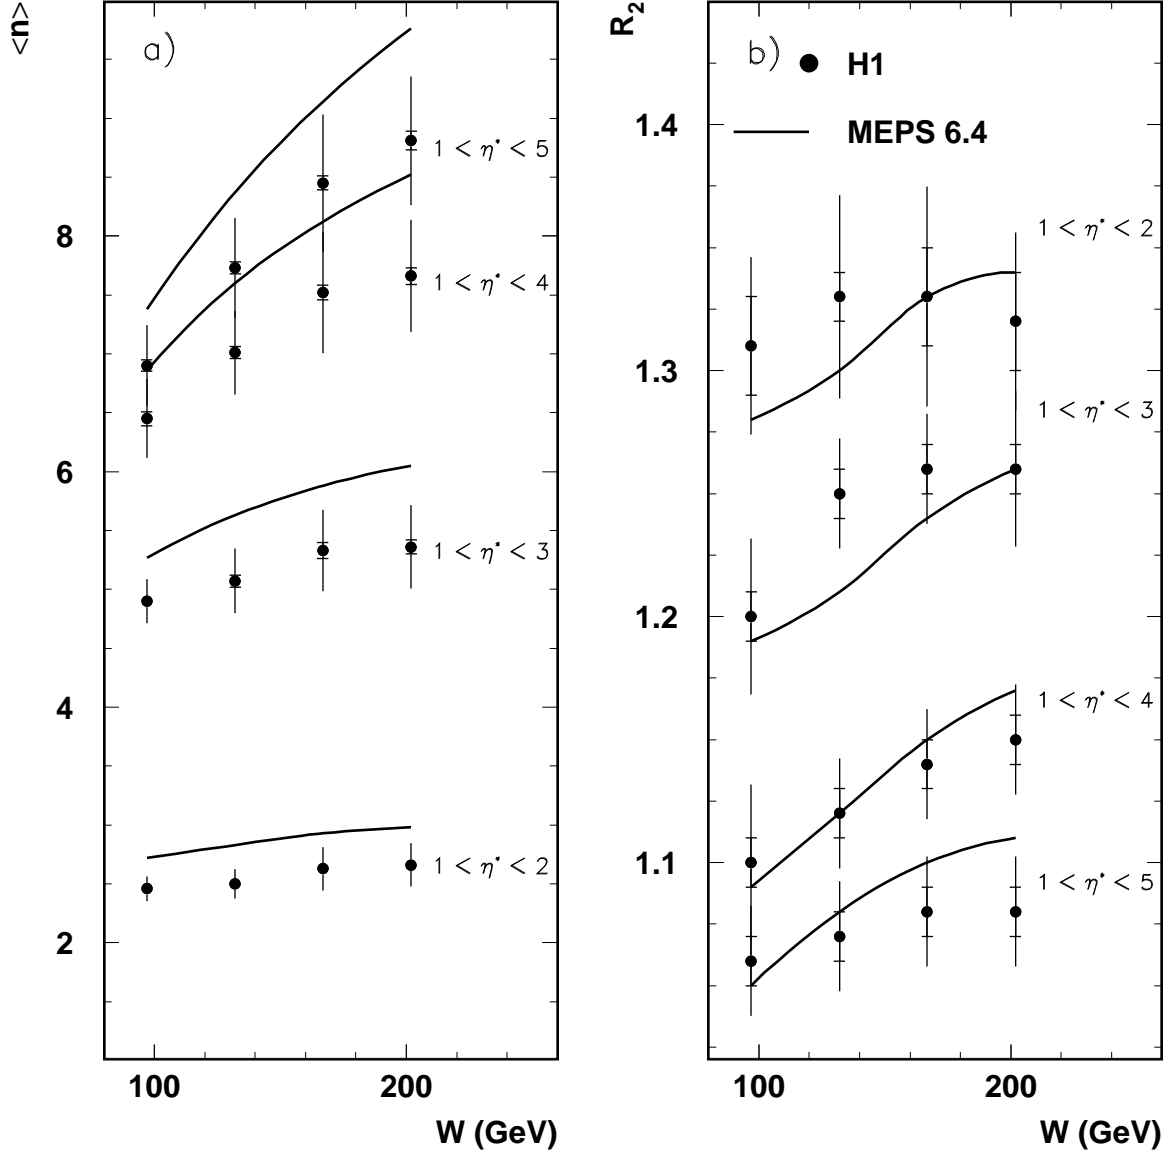 <n>
a)
8
6
4
2
1 < η* < 5
1 < η* < 4
1 < η* < 3
1 < η* < 2
100
200
W (GeV)
R2
b)
H1
MEPS 6.4
1.4
1.3
1.2
1.1
1 < η* < 2
1 < η* < 3
1 < η* < 4
1 < η* < 5
100
200
W (GeV)